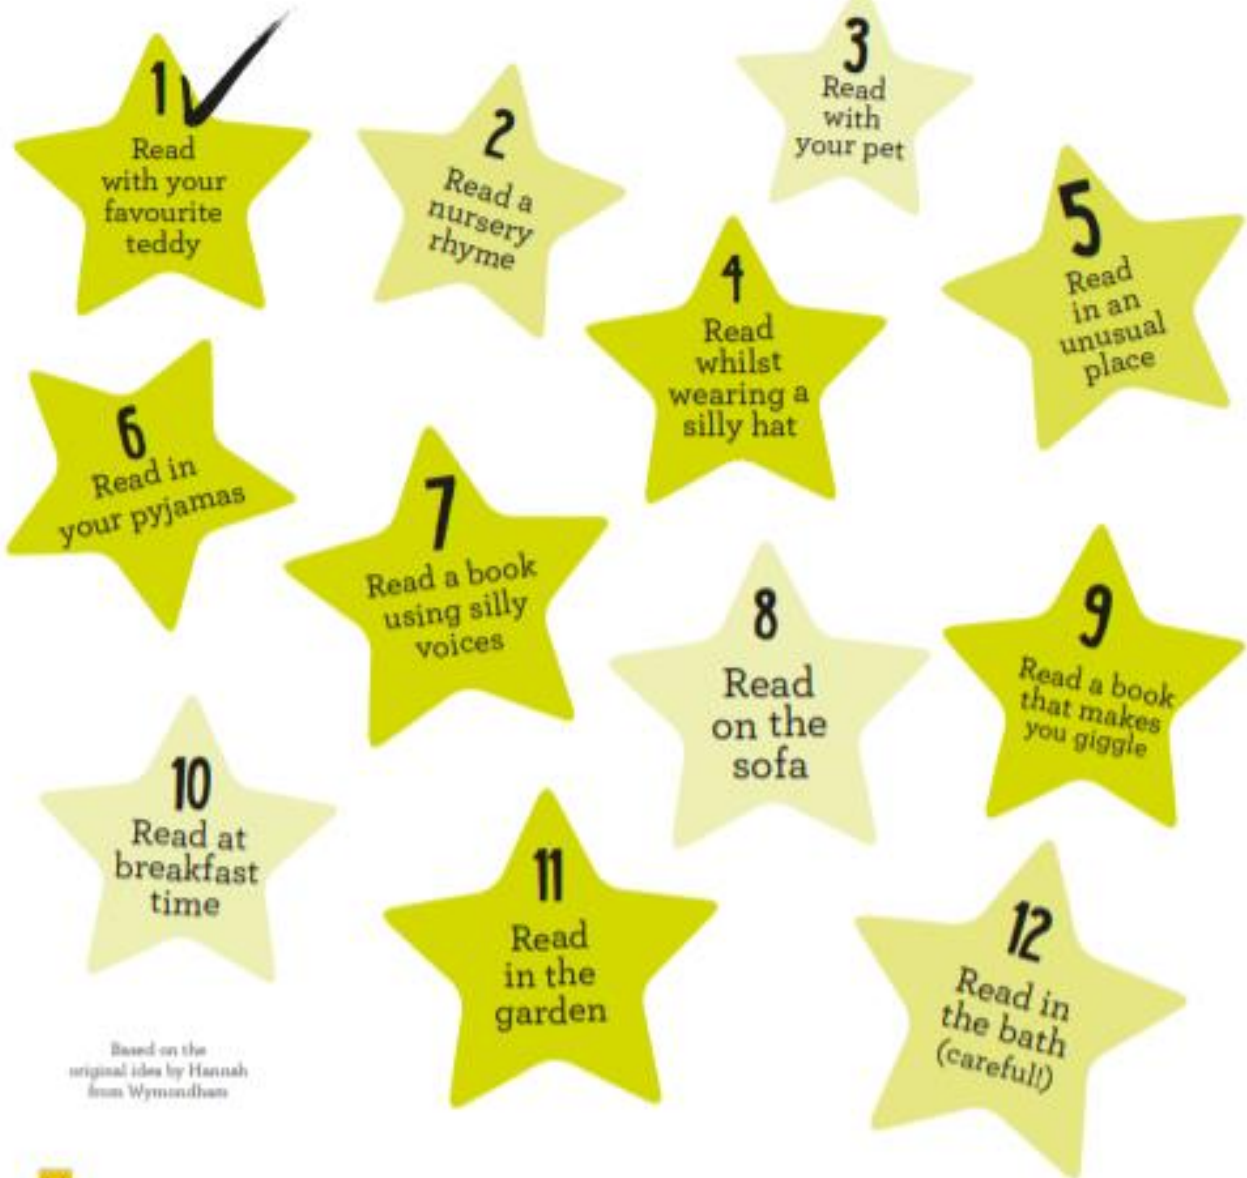 1
Read
with your
favourite
teddy
2
Read a
nursery
rhyme
3
Read
with
your pet
4
Read
whilst
wearing a
silly hat
5
Read
in an
unusual
place
6
Read in
your pyjamas
7
Read a book
using silly
voices
8
Read
on the
sofa
9
Read a book
that makes
you giggle
10
Read at
breakfast
time
11
Read
in the
garden
12
Read in
the bath
(careful!)
Based on the
original idea by Hannah
from Wymondham